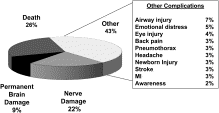 Other Complications
Death
26%
Other
43%
Airway injury 7%
Emotional distress 5%
Eye injury 4%
Back pain 3%
Pneumothorax 3%
Headache 3%
Newborn Injury 3%
Stroke 3%
MI 3%
Awareness 2%
Permanent
Brain
Damage
9%
Nerve
Damage
22%